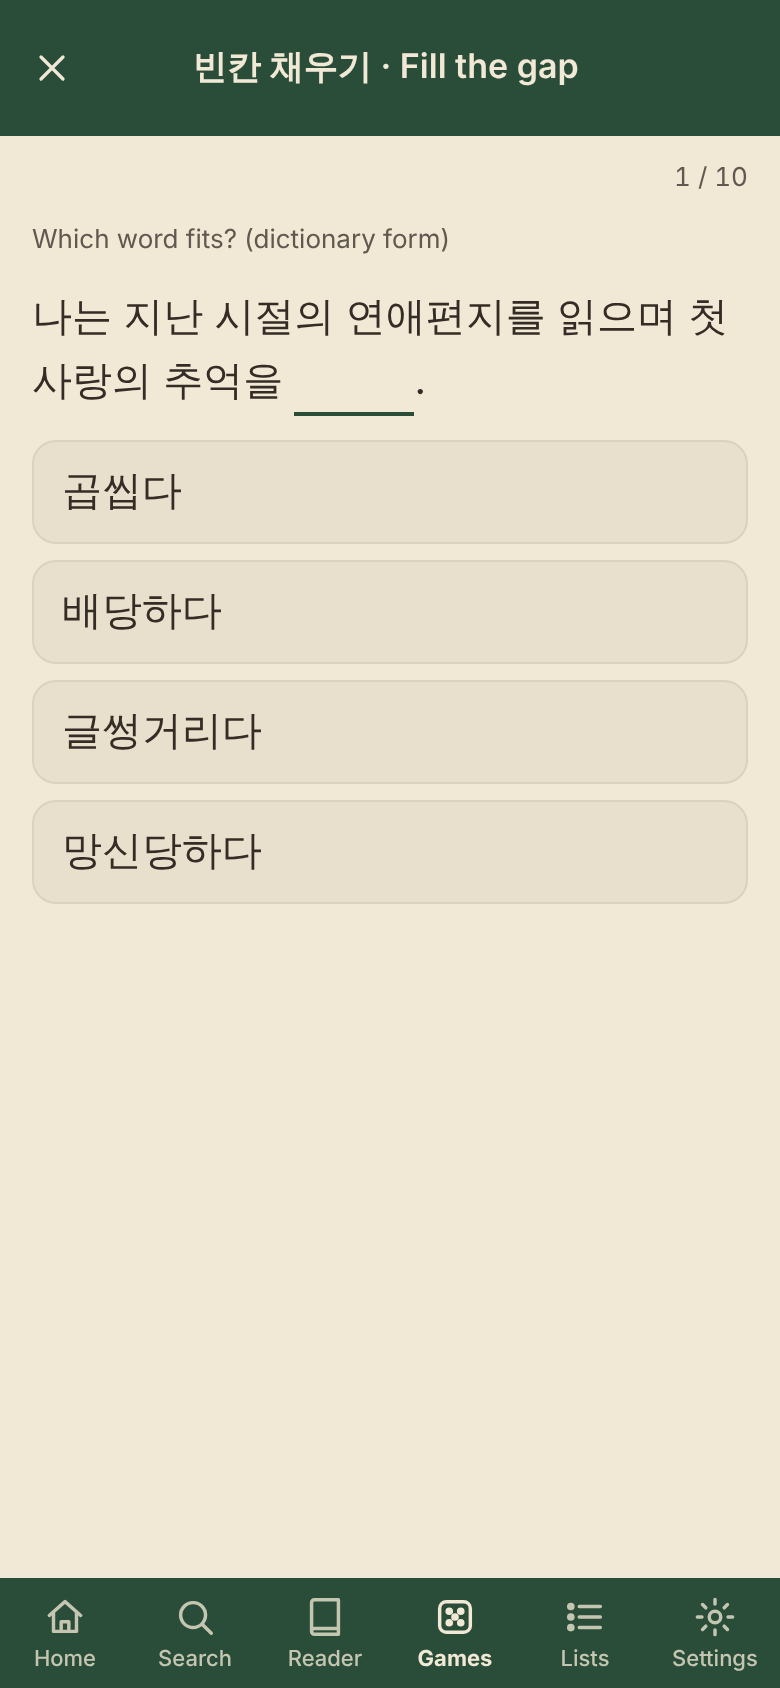 빈칸 채우기 · Fill the gap
1 / 10
Which word fits? (dictionary form)
나는 지난 시절의 연애편지를 읽으며 첫
사랑의 추억을 ______.
곱씹다
배당하다
글썽거리다
망신당하다
Home Search Reader Games Lists Settings